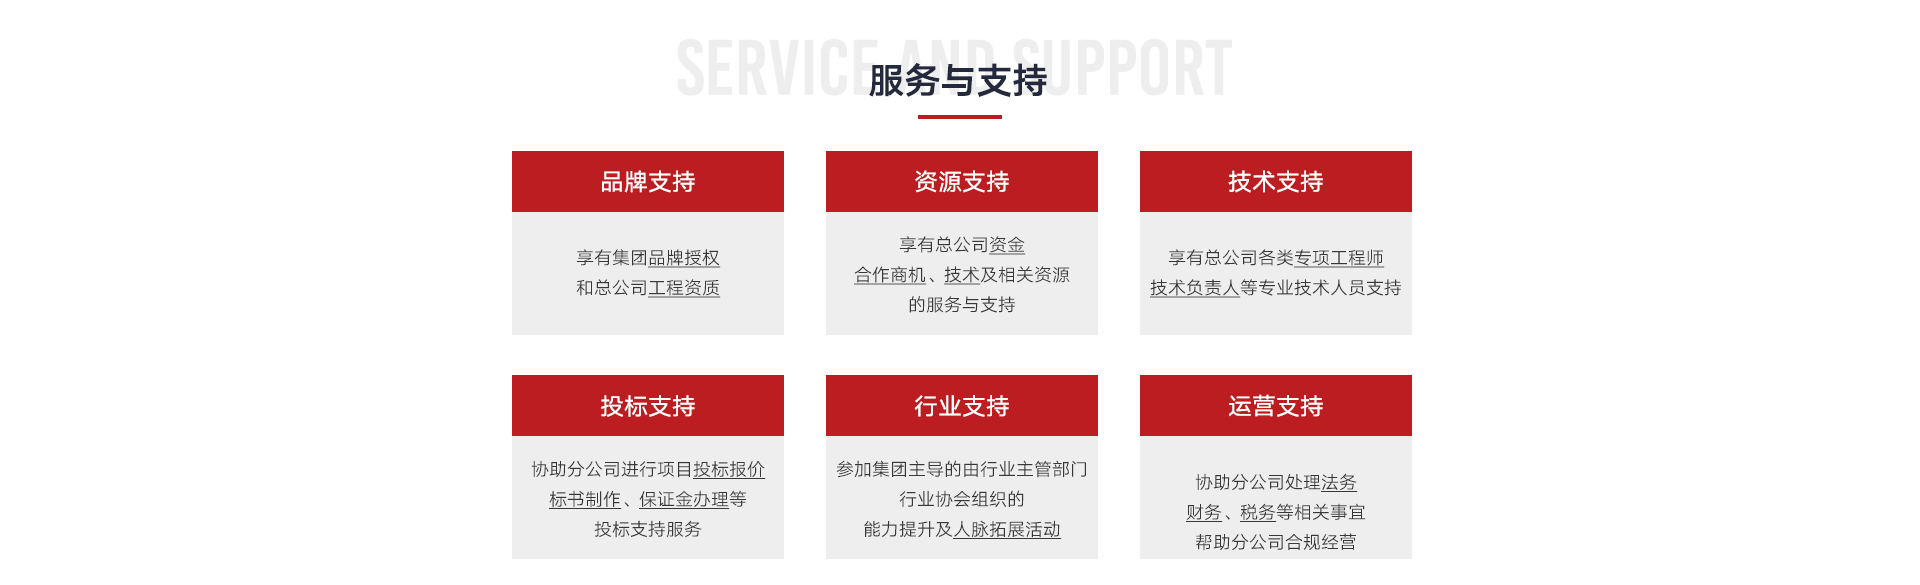 SERVICE AND SUPPORT
服务与支持
品牌支持
享有集团品牌授权
和总公司工程资质
资源支持
享有总公司资金
合作商机、技术及相关资源
的服务与支持
技术支持
享有总公司各类专项工程师
技术负责人等专业技术人员支持
投标支持
协助分公司进行项目投标报价
标书制作、保证金办理等
投标支持服务
行业支持
参加集团主导的由行业主管部门
行业协会组织的
能力提升及人脉拓展活动
运营支持
协助分公司处理法务
财务、税务等相关事宜
帮助分公司合规经营